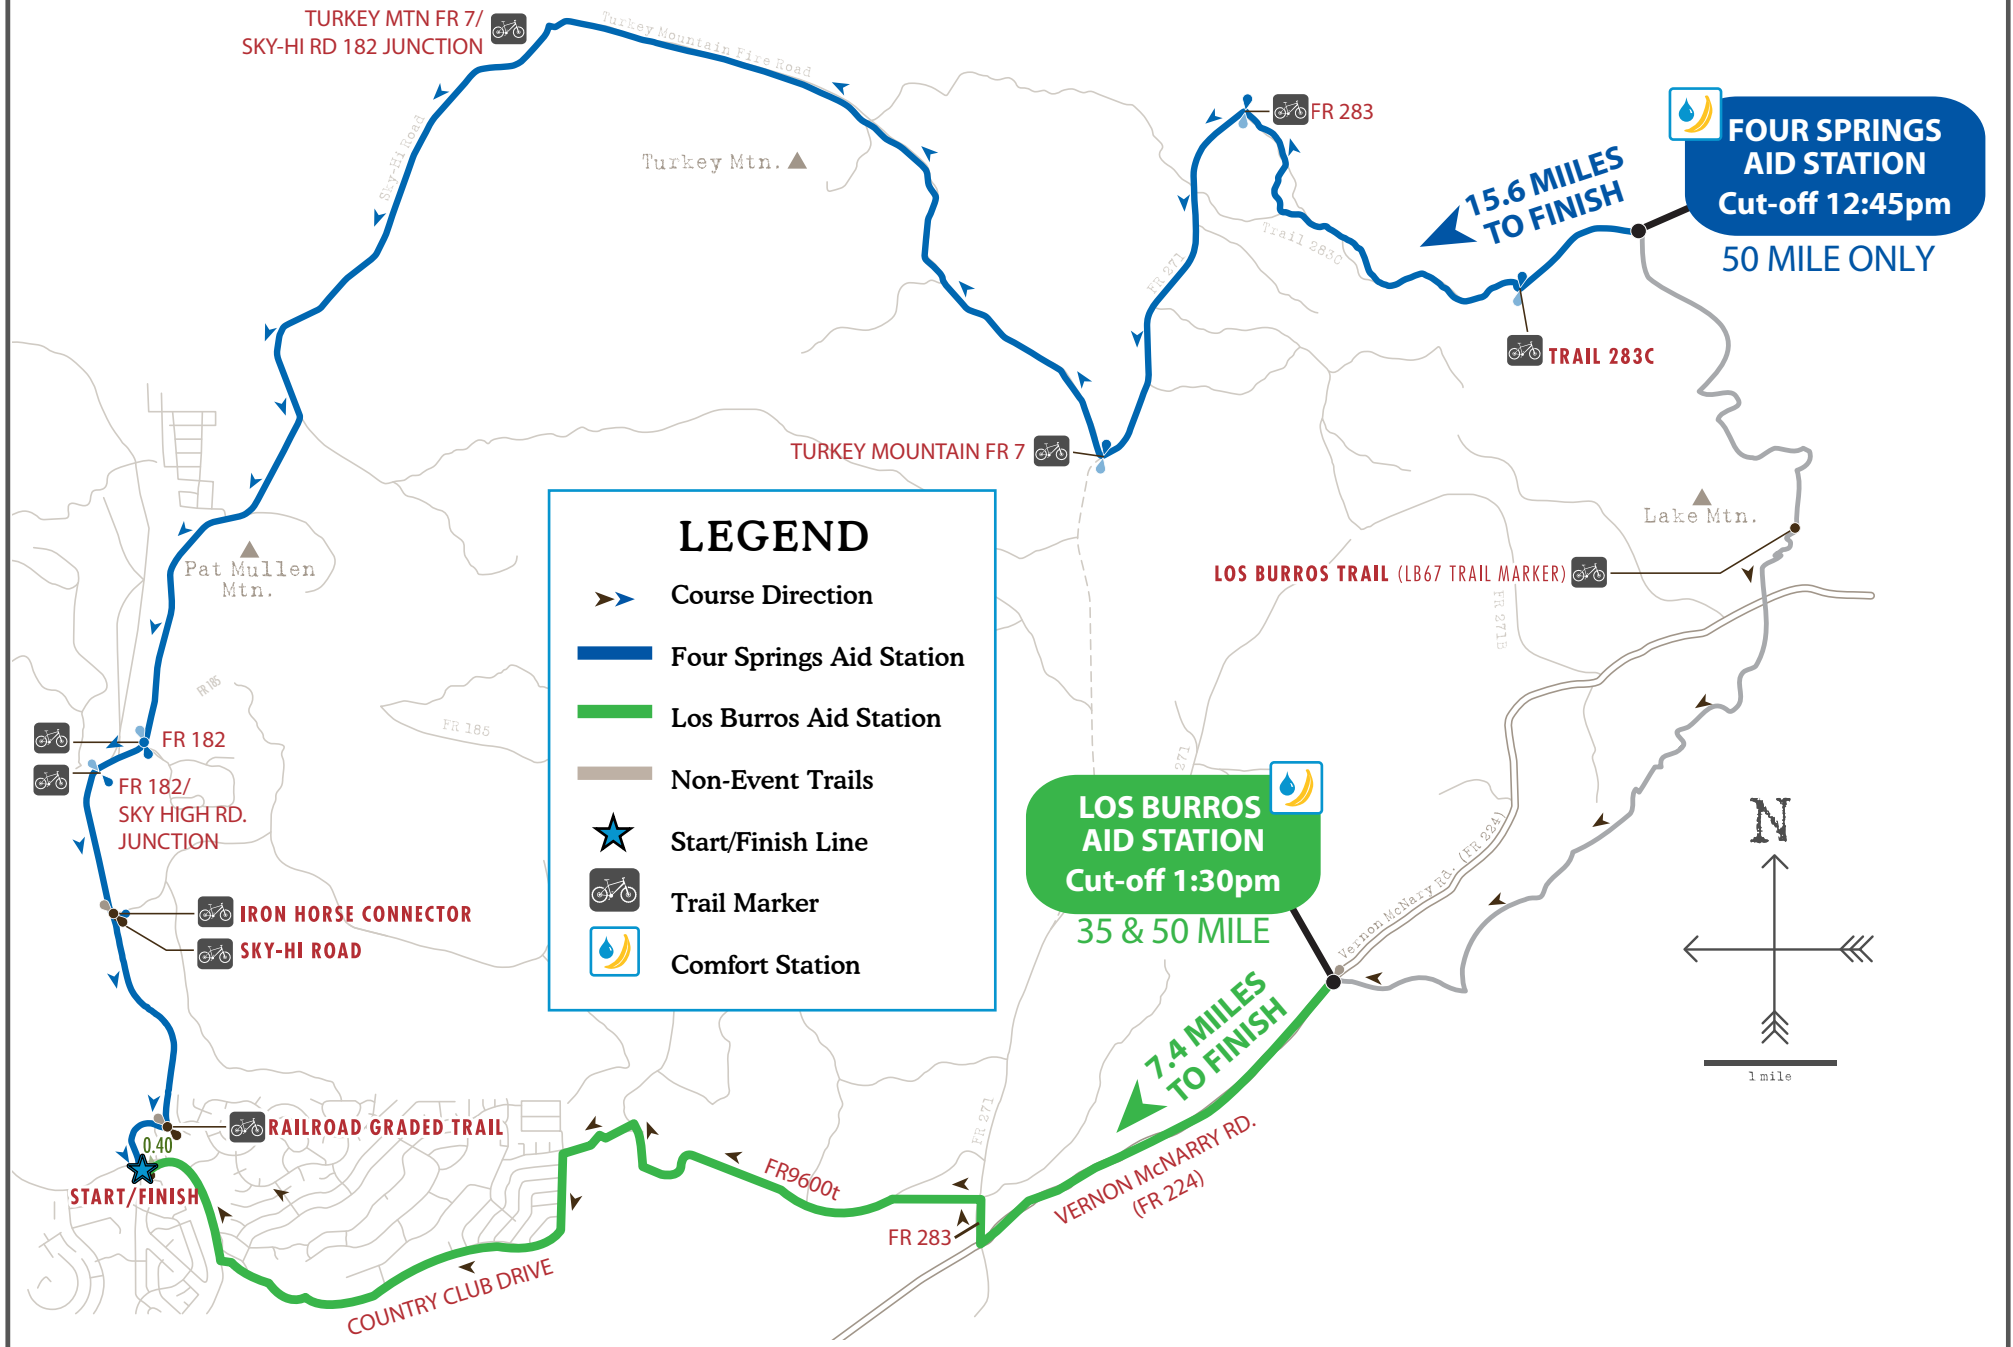 TURKEY MTN FR 7/
SKY-HI RD 182 JUNCTION
Turkey Mountain Fire Road
Sky-Hi Road
Turkey Mtn.
FR 283
FOUR SPRINGS
AID STATION
Cut-off 12:45pm
50 MILE ONLY
15.6 MIILES
TO FINISH
Trail 283C
FR 271
TRAIL 283C
TURKEY MOUNTAIN FR 7
Lake Mtn.
LOS BURROS TRAIL (LB67 TRAIL MARKER)
FR 271E
Pat Mullen
Mtn.
LEGEND
Course Direction
Four Springs Aid Station
Los Burros Aid Station
Non-Event Trails
Start/Finish Line
Trail Marker
Comfort Station
FR 185
FR 185
FR 182
FR 182/
SKY HIGH RD.
JUNCTION
271
LOS BURROS
AID STATION
Cut-off 1:30pm
35 & 50 MILE
Vernon McNary Rd. (FR 224)
N
1 mile
IRON HORSE CONNECTOR
SKY-HI ROAD
7.4 MIILES
TO FINISH
RAILROAD GRADED TRAIL
0.40
START/FINISH
FR 271
FR9600t
VERNON McNARRY RD.
(FR 224)
FR 283
COUNTRY CLUB DRIVE